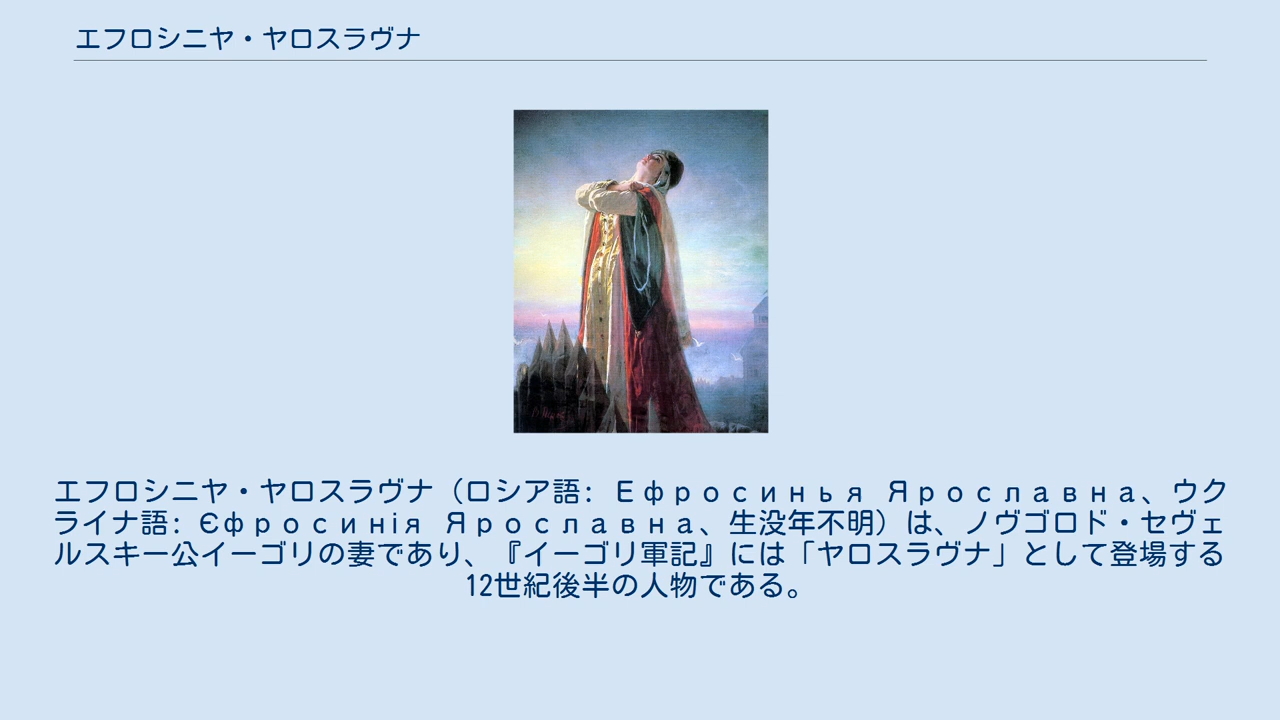 エフロシニヤ・ヤロスラヴナ
エフロシニヤ・ヤロスラヴナ（ロシア語: Ефросинья Ярославна、ウク
ライナ語: Єфросинія Ярославна、生没年不明）は、ノヴゴロド・セヴェ
ルスキー公イーゴリの妻であり、『イーゴリ軍記』には「ヤロスラヴナ」として登場する
12世紀後半の人物である。